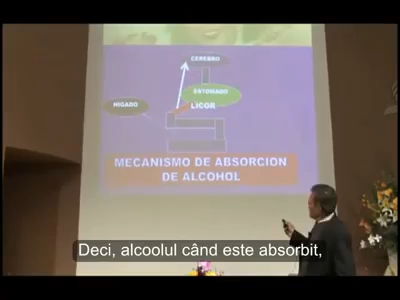 CEREBRO
ESTOMAGO
HIGADO
LICOR
MECANISMO DE ABSORCION
DE ALCOHOL
Deci, alcoolul când este absorbit,